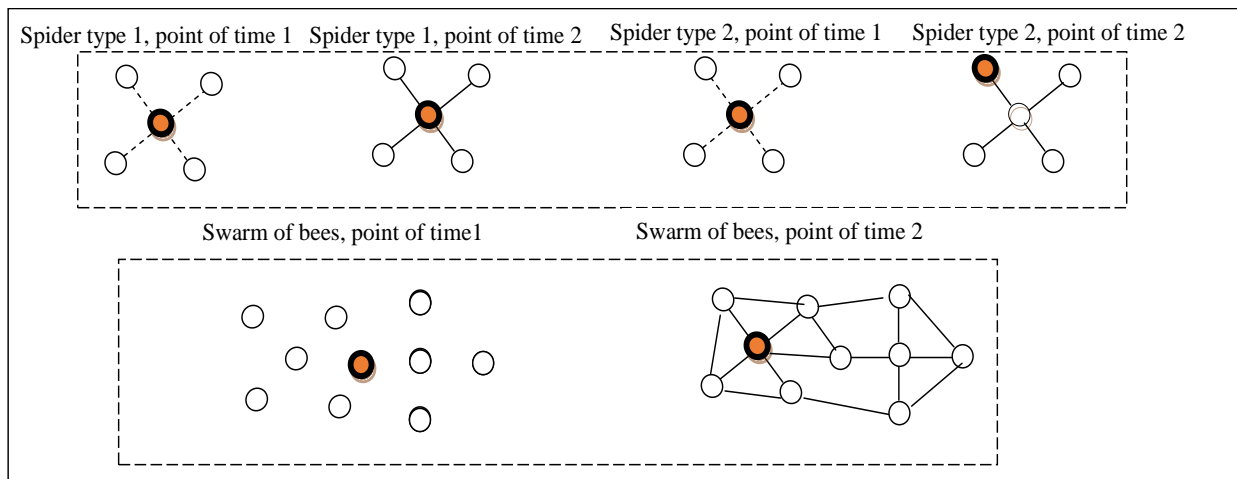 Spider type 1, point of time 1
Spider type 1, point of time 2
Spider type 2, point of time 1
Spider type 2, point of time 2
Swarm of bees, point of time1
Swarm of bees, point of time 2